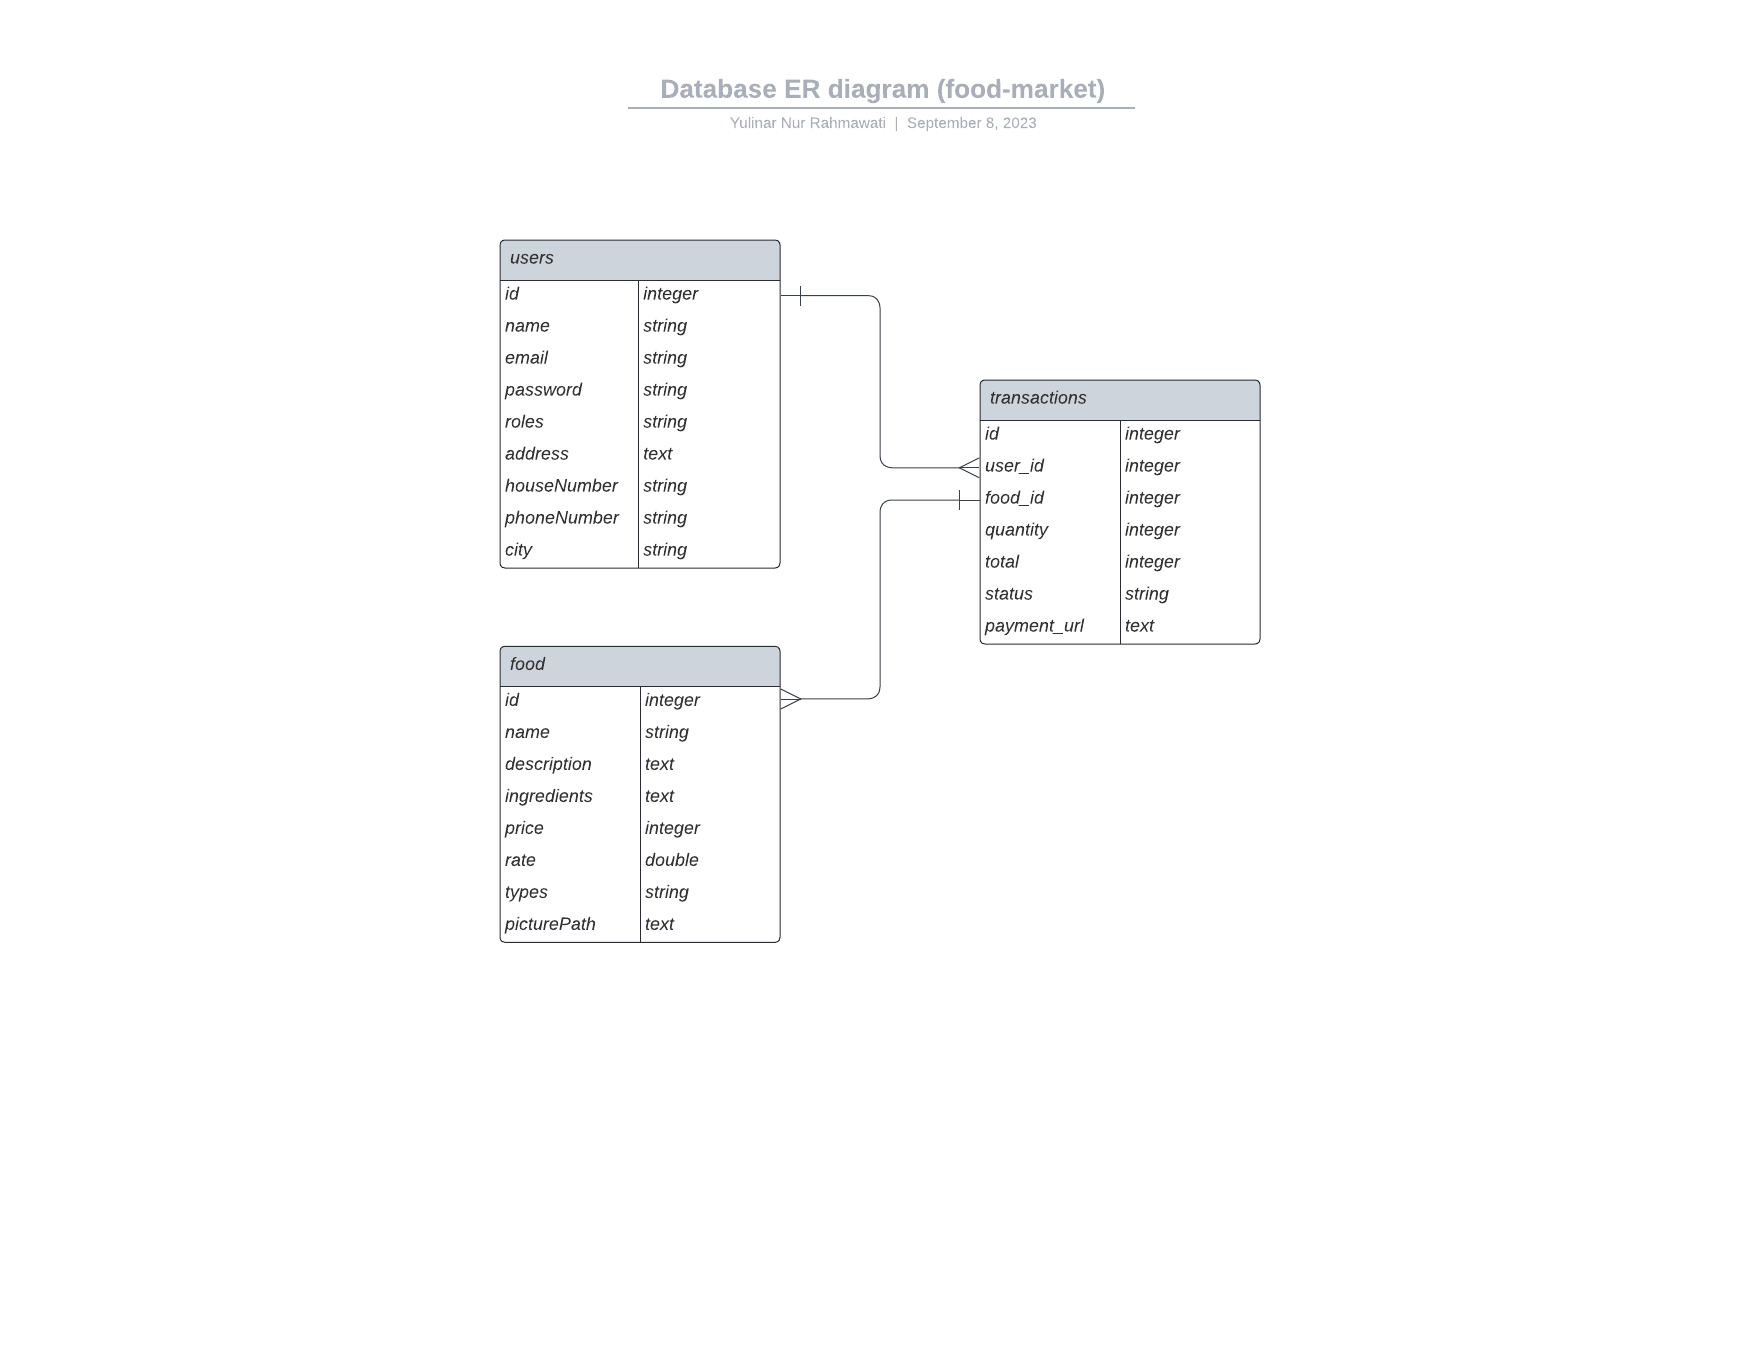 Database ER diagram (food-market)
Yulinar Nur Rahmawati | September 8, 2023
users
id integer
name string
email string
password string
roles string
address text
houseNumber string
phoneNumber string
city string
transactions
id integer
user_id integer
food_id integer
quantity integer
total integer
status string
payment_url text
food
id integer
name string
description text
ingredients text
price integer
rate double
types string
picturePath text